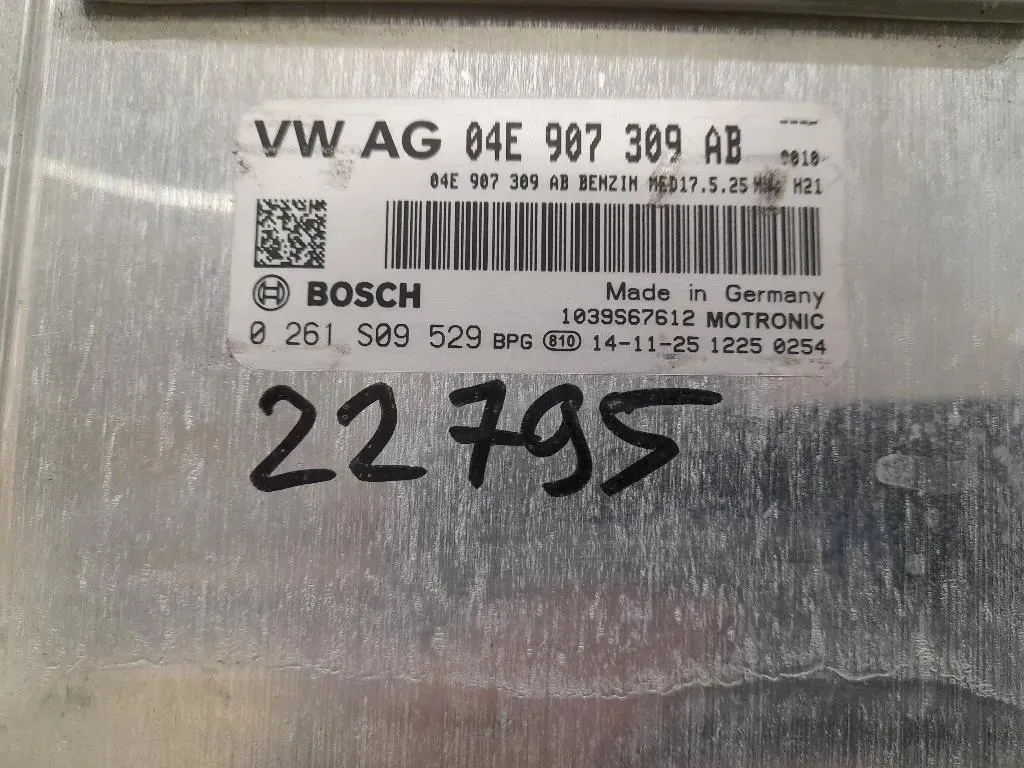 VW AG 04E 907 309 AB ----
0010
04E 907 309 AB BENZIN MED17.5.25 H21
BOSCH
Made in Germany
1039S67612 MOTRONIC
0 261 S09 529 BPG 810 14-11-25 1225 0254
22795